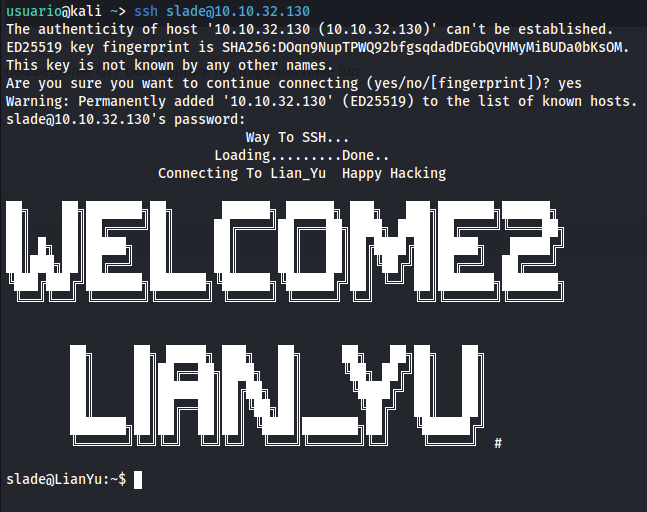 usuario@kali ~> ssh slade@10.10.32.130
The authenticity of host '10.10.32.130 (10.10.32.130)' can't be established.
ED25519 key fingerprint is SHA256:DOqn9NupTPWQ92bfgsqdadDEGbQVHMyMiBUDa0bKsOM.
This key is not known by any other names.
Are you sure you want to continue connecting (yes/no/[fingerprint])? yes
Warning: Permanently added '10.10.32.130' (ED25519) to the list of known hosts.
slade@10.10.32.130's password:
Way To SSH...
Loading.........Done..
Connecting To Lian_Yu  Happy Hacking
WELCOME2
LIAN_YU
#
slade@LianYu:~$